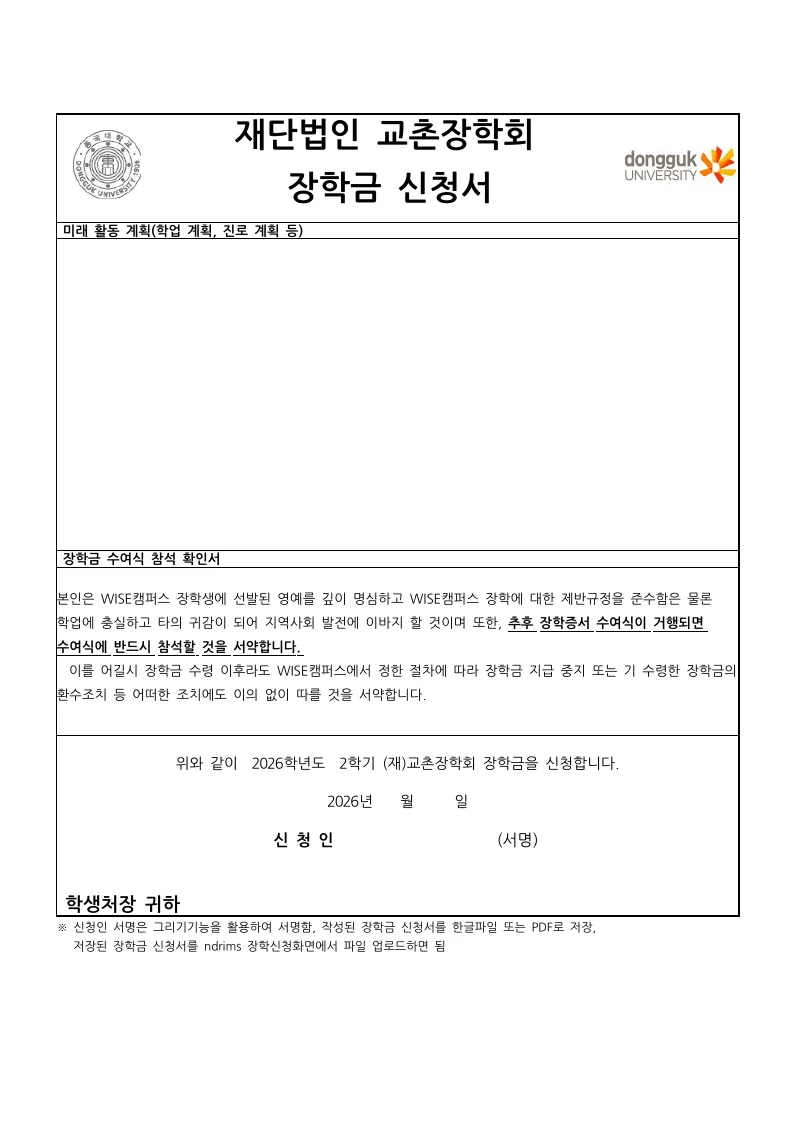 재단법인 교촌장학회
장학금 신청서
동국대학교
DONGGUK UNIVERSITY 1906
dongguk
UNIVERSITY
미래 활동 계획(학업 계획, 진로 계획 등)
장학금 수여식 참석 확인서
본인은 WISE캠퍼스 장학생에 선발된 영예를 깊이 명심하고 WISE캠퍼스 장학에 대한 제반규정을 준수함은 물론
학업에 충실하고 타의 귀감이 되어 지역사회 발전에 이바지 할 것이며 또한, 추후 장학증서 수여식이 거행되면
수여식에 반드시 참석할 것을 서약합니다.
이를 어길시 장학금 수령 이후라도 WISE캠퍼스에서 정한 절차에 따라 장학금 지급 중지 또는 기 수령한 장학금의
환수조치 등 어떠한 조치에도 이의 없이 따를 것을 서약합니다.
위와 같이 2026학년도 2학기 (재)교촌장학회 장학금을 신청합니다.
2026년 월 일
신 청 인 (서명)
학생처장 귀하
※ 신청인 서명은 그리기기능을 활용하여 서명함, 작성된 장학금 신청서를 한글파일 또는 PDF로 저장,
저장된 장학금 신청서를 ndrims 장학신청화면에서 파일 업로드하면 됨